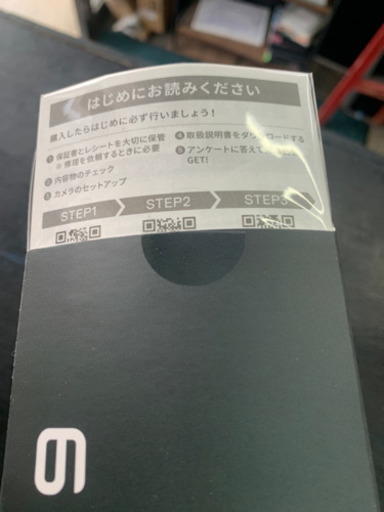 はじめにお読みください
購入したらはじめに必ず行いましょう！
① 保証書とレシートを大切に保管
※ 修理を依頼するときに必要
② 内容物のチェック
③ カメラのセットアップ
④ 取扱説明書をダウンロードする
⑤ アンケートに答えて
GET!
STEP1
STEP2
STEP3